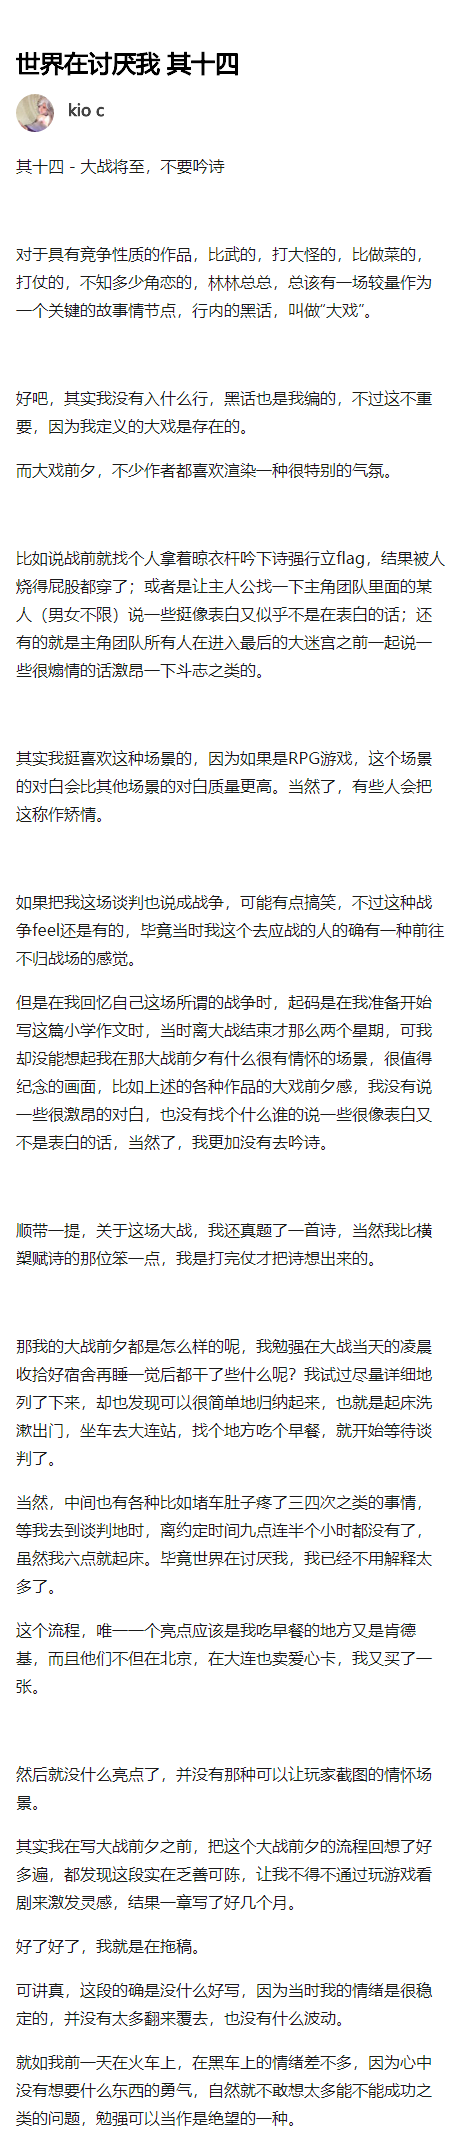 世界在讨厌我 其十四
kio c
其十四 - 大战将至，不要吟诗
对于具有竞争性质的作品，比武的，打大怪的，比做菜的，
打仗的，不知多少角恋的，林林总总，总该有一场较量作为
一个关键的故事情节点，行内的黑话，叫做“大戏”。
好吧，其实我没有入什么行，黑话也是我编的，不过这不重
要，因为我定义的大戏是存在的。
而大戏前夕，不少作者都喜欢渲染一种很特别的气氛。
比如说战前就找个人拿着晾衣杆吟下诗强行立flag，结果被人
烧得屁股都穿了；或者是让主人公找一下主角团队里面的某
人（男女不限）说一些挺像表白又似乎不是在表白的话；还
有的就是主角团队所有人在进入最后的大迷宫之前一起说一
些很煽情的话激昂一下斗志之类的。
其实我挺喜欢这种场景的，因为如果是RPG游戏，这个场景
的对白会比其他场景的对白质量更高。当然了，有些人会把
这称作矫情。
如果把我这场谈判也说成战争，可能有点搞笑，不过这种战
争feel还是有的，毕竟当时我这个去应战的人的确有一种前往
不归战场的感觉。
但是在我回忆自己这场所谓的战争时，起码是在我准备开始
写这篇小学作文时，当时离大战结束才那么两个星期，可我
却没能想起我在那大战前夕有什么很有情怀的场景，很值得
纪念的画面，比如上述的各种作品的大戏前夕感，我没有说
一些很激昂的对白，也没有找个什么谁的说一些很像表白又
不是表白的话，当然了，我更加没有去吟诗。
顺带一提，关于这场大战，我还真题了一首诗，当然我比横
槊赋诗的那位笨一点，我是打完仗才把诗想出来的。
那我的大战前夕都是怎么样的呢，我勉强在大战当天的凌晨
收拾好宿舍再睡一觉后都干了些什么呢？我试过尽量详细地
列了下来，却也发现可以很简单地归纳起来，也就是起床洗
漱出门，坐车去大连站，找个地方吃个早餐，就开始等待谈
判了。
当然，中间也有各种比如堵车肚子疼了三四次之类的事情，
等我去到谈判地时，离约定时间九点连半个小时都没有了，
虽然我六点就起床。毕竟世界在讨厌我，我已经不用解释太
多了。
这个流程，唯一一个亮点应该是我吃早餐的地方又是肯德
基，而且他们不但在北京，在大连也卖爱心卡，我又买了一
张。
然后就没什么亮点了，并没有那种可以让玩家截图的情怀场
景。
其实我在写大战前夕之前，把这个大战前夕的流程回想了好
多遍，都发现这段实在乏善可陈，让我不得不通过玩游戏看
剧来激发灵感，结果一章写了好几个月。
好了好了，我就是在拖稿。
可讲真，这段的确是没什么好写，因为当时我的情绪是很稳
定的，并没有太多翻来覆去，也没有什么波动。
就如我前一天在火车上，在黑车上的情绪差不多，因为心中
没有想要什么东西的勇气，自然就不敢想太多能不能成功之
类的问题，勉强可以当作是绝望的一种。